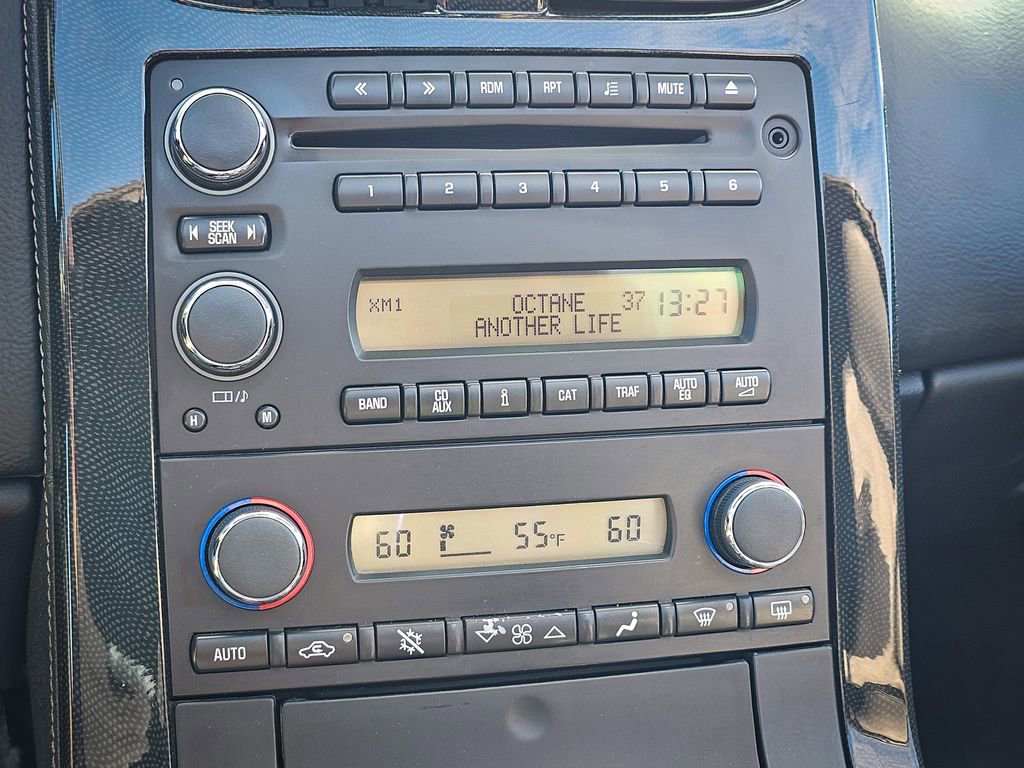 RDM RPT MUTE
1 2 3 4 5 6
SEEK
SCAN
XM1 OCTANE 37 13:27
ANOTHER LIFE
H M
BAND CD AUX i CAT TRAF AUTO EQ AUTO
60 55°F 60
AUTO